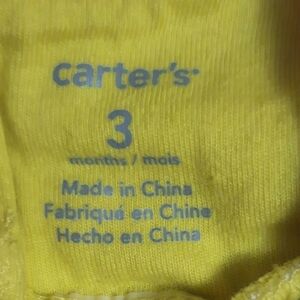 carter's
3
months / mois
Made in China
Fabriqué en Chine
Hecho en China